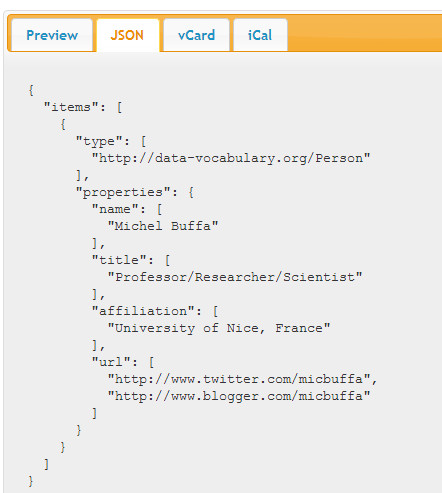 Preview JSON vCard iCal
{
  "items": [
    {
      "type": [
        "http://data-vocabulary.org/Person"
      ],
      "properties": {
        "name": [
          "Michel Buffa"
        ],
        "title": [
          "Professor/Researcher/Scientist"
        ],
        "affiliation": [
          "University of Nice, France"
        ],
        "url": [
          "http://www.twitter.com/micbuffa",
          "http://www.blogger.com/micbuffa"
        ]
      }
    }
  ]
}